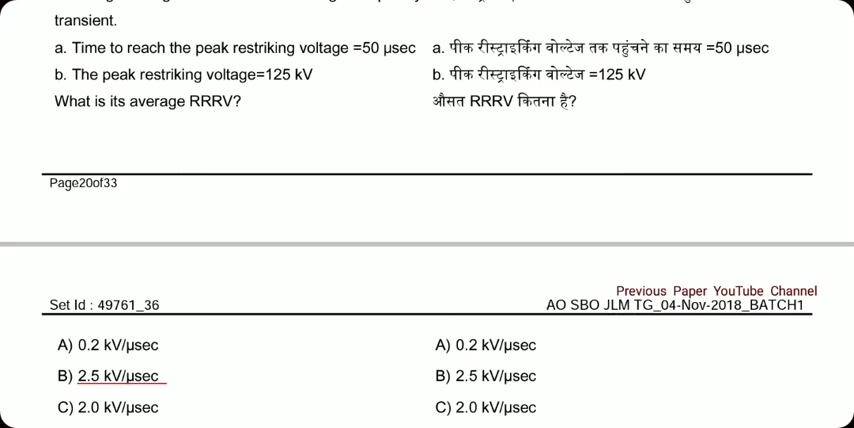 transient.
a. Time to reach the peak restriking voltage =50 μsec
b. The peak restriking voltage=125 kV
What is its average RRRV?
a. पीक रीस्ट्राइकिंग वोल्टेज तक पहुंचने का समय =50 μsec
b. पीक रीस्ट्राइकिंग वोल्टेज =125 kV
औसत RRRV कितना है?
Page20of33
Previous Paper YouTube Channel
Set Id : 49761_36
AO SBO JLM TG_04-Nov-2018_BATCH1
A) 0.2 kV/μsec
B) 2.5 kV/μsec
C) 2.0 kV/μsec
A) 0.2 kV/μsec
B) 2.5 kV/μsec
C) 2.0 kV/μsec